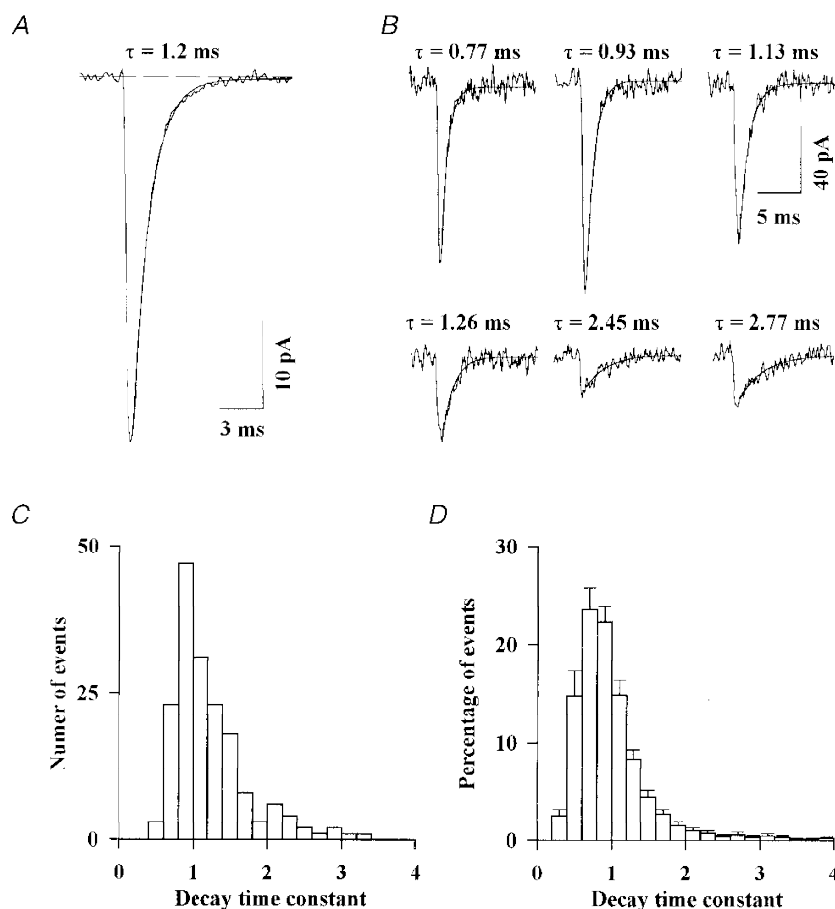 A
τ = 1.2 ms
10 pA
3 ms
B
τ = 0.77 ms
τ = 0.93 ms
τ = 1.13 ms
40 pA
5 ms
τ = 1.26 ms
τ = 2.45 ms
τ = 2.77 ms
C
Numer of events
50
25
0
0 1 2 3 4
Decay time constant
D
Percentage of events
30
20
10
0
0 1 2 3 4
Decay time constant